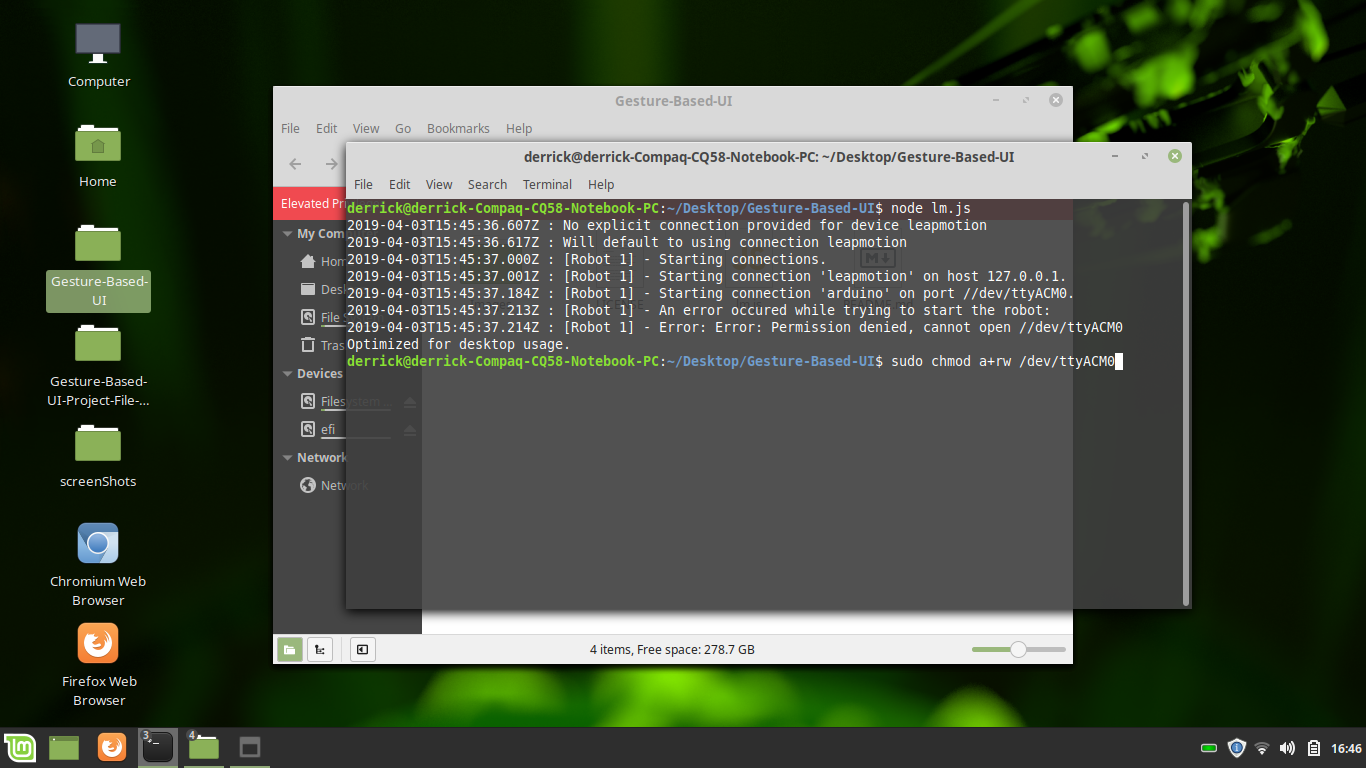 Computer
Home
Gesture-Based-
UI
Gesture-Based-
UI-Project-File-...
screenShots
Chromium Web
Browser
Firefox Web
Browser
Gesture-Based-UI
File Edit View Go Bookmarks Help
Elevated Pri
My Com
Hom
Desk
File S
Tras
Devices
Filesystem...
efi
Network
Network
4 items, Free space: 278.7 GB
derrick@derrick-Compaq-CQ58-Notebook-PC: ~/Desktop/Gesture-Based-UI
File Edit View Search Terminal Help
derrick@derrick-Compaq-CQ58-Notebook-PC:~/Desktop/Gesture-Based-UI$ node lm.js
2019-04-03T15:45:36.607Z : No explicit connection provided for device leapmotion
2019-04-03T15:45:36.617Z : Will default to using connection leapmotion
2019-04-03T15:45:37.000Z : [Robot 1] - Starting connections.
2019-04-03T15:45:37.001Z : [Robot 1] - Starting connection 'leapmotion' on host 127.0.0.1.
2019-04-03T15:45:37.184Z : [Robot 1] - Starting connection 'arduino' on port //dev/ttyACM0.
2019-04-03T15:45:37.213Z : [Robot 1] - An error occured while trying to start the robot:
2019-04-03T15:45:37.214Z : [Robot 1] - Error: Error: Permission denied, cannot open //dev/ttyACM0
Optimized for desktop usage.
derrick@derrick-Compaq-CQ58-Notebook-PC:~/Desktop/Gesture-Based-UI$ sudo chmod a+rw /dev/ttyACM0
3
4
16:46